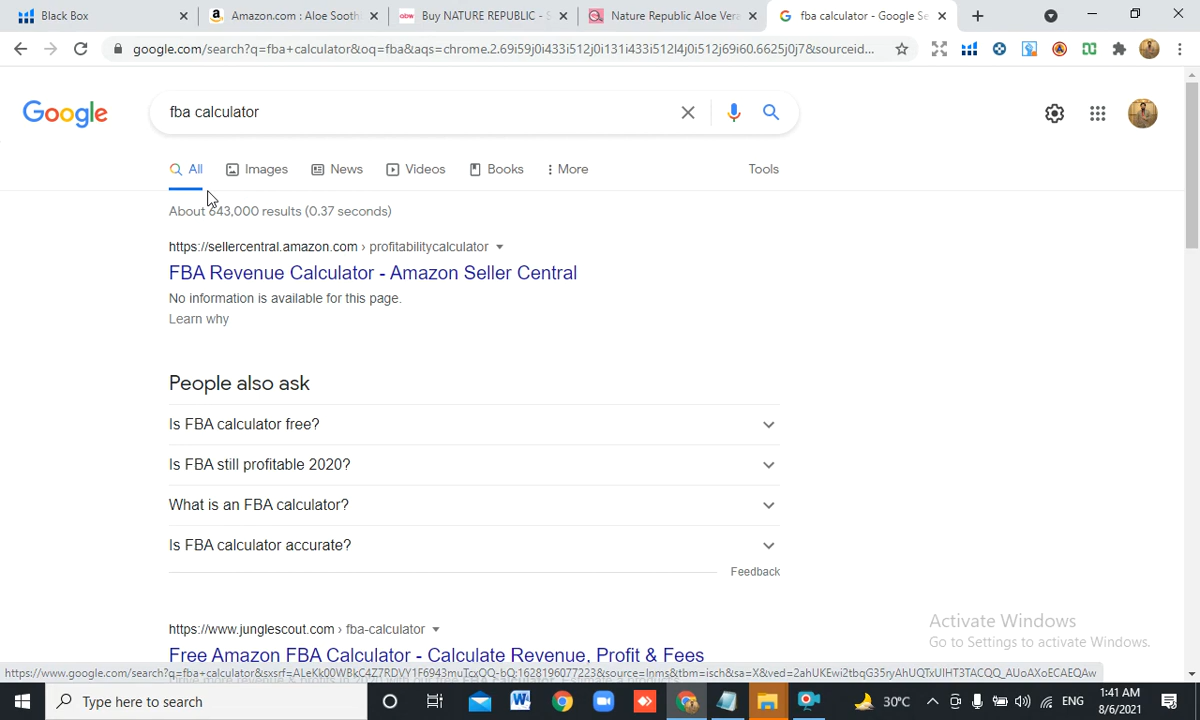 Black Box
Amazon.com : Aloe Sooth
Buy NATURE REPUBLIC - S
Nature Republic Aloe Vera
fba calculator - Google Se
google.com/search?q=fba+calculator&oq=fba&aqs=chrome.2.69i59j0i433i512j0i131i433i512l4j0i512j69i60.6625j0j7&sourceid...
Google
fba calculator
All
Images
News
Videos
Books
More
Tools
About 643,000 results (0.37 seconds)
https://sellercentral.amazon.com › profitabilitycalculator
FBA Revenue Calculator - Amazon Seller Central
No information is available for this page.
Learn why
People also ask
Is FBA calculator free?
Is FBA still profitable 2020?
What is an FBA calculator?
Is FBA calculator accurate?
Feedback
https://www.junglescout.com › fba-calculator
Free Amazon FBA Calculator - Calculate Revenue, Profit & Fees
Activate Windows
Go to Settings to activate Windows.
https://www.google.com/search?q=fba+calculator&sxsrf=ALeKk00WBkC4Z7RDVY1F6943muTcxQQ-bQ:1628196077223&source=lnms&tbm=isch&sa=X&ved=2ahUKEwi2tbqG35ryAhUQTxUIHT3TACQQ_AUoAXoECAEQAw
Type here to search
30°C
ENG
1:41 AM
8/6/2021